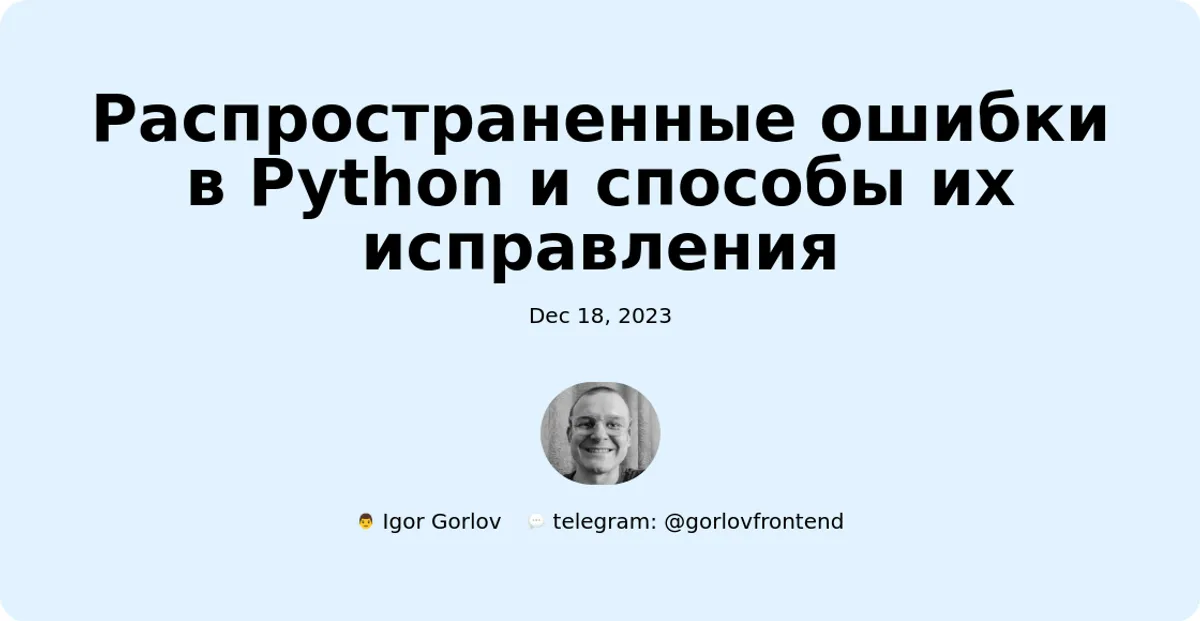 Распространенные ошибки
в Python и способы их
исправления
Dec 18, 2023
👨 Igor Gorlov 💬 telegram: @gorlovfrontend